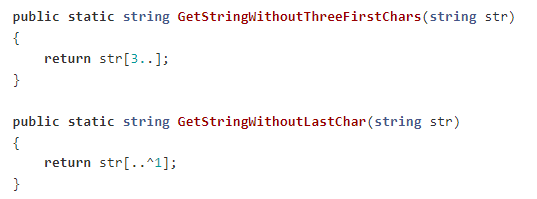 public static string GetStringWithoutThreeFirstChars(string str)
{
    return str[3..];
}

public static string GetStringWithoutLastChar(string str)
{
    return str[..^1];
}